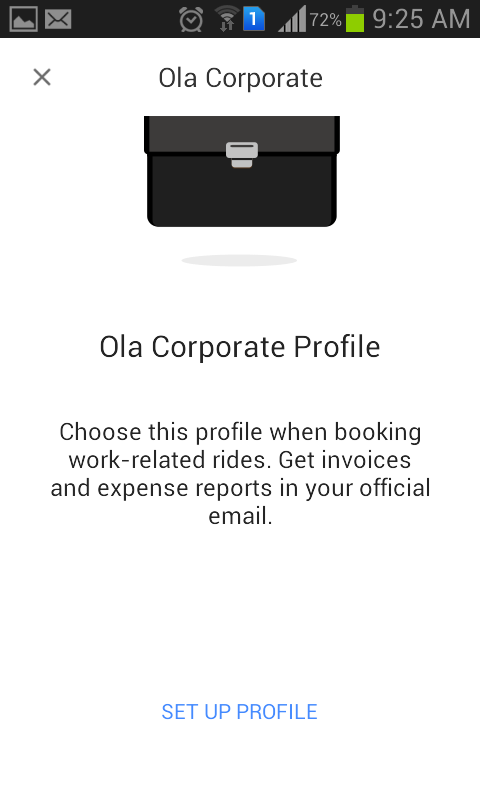 1 72% 9:25 AM
Ola Corporate
Ola Corporate Profile
Choose this profile when booking
work-related rides. Get invoices
and expense reports in your official
email.
SET UP PROFILE